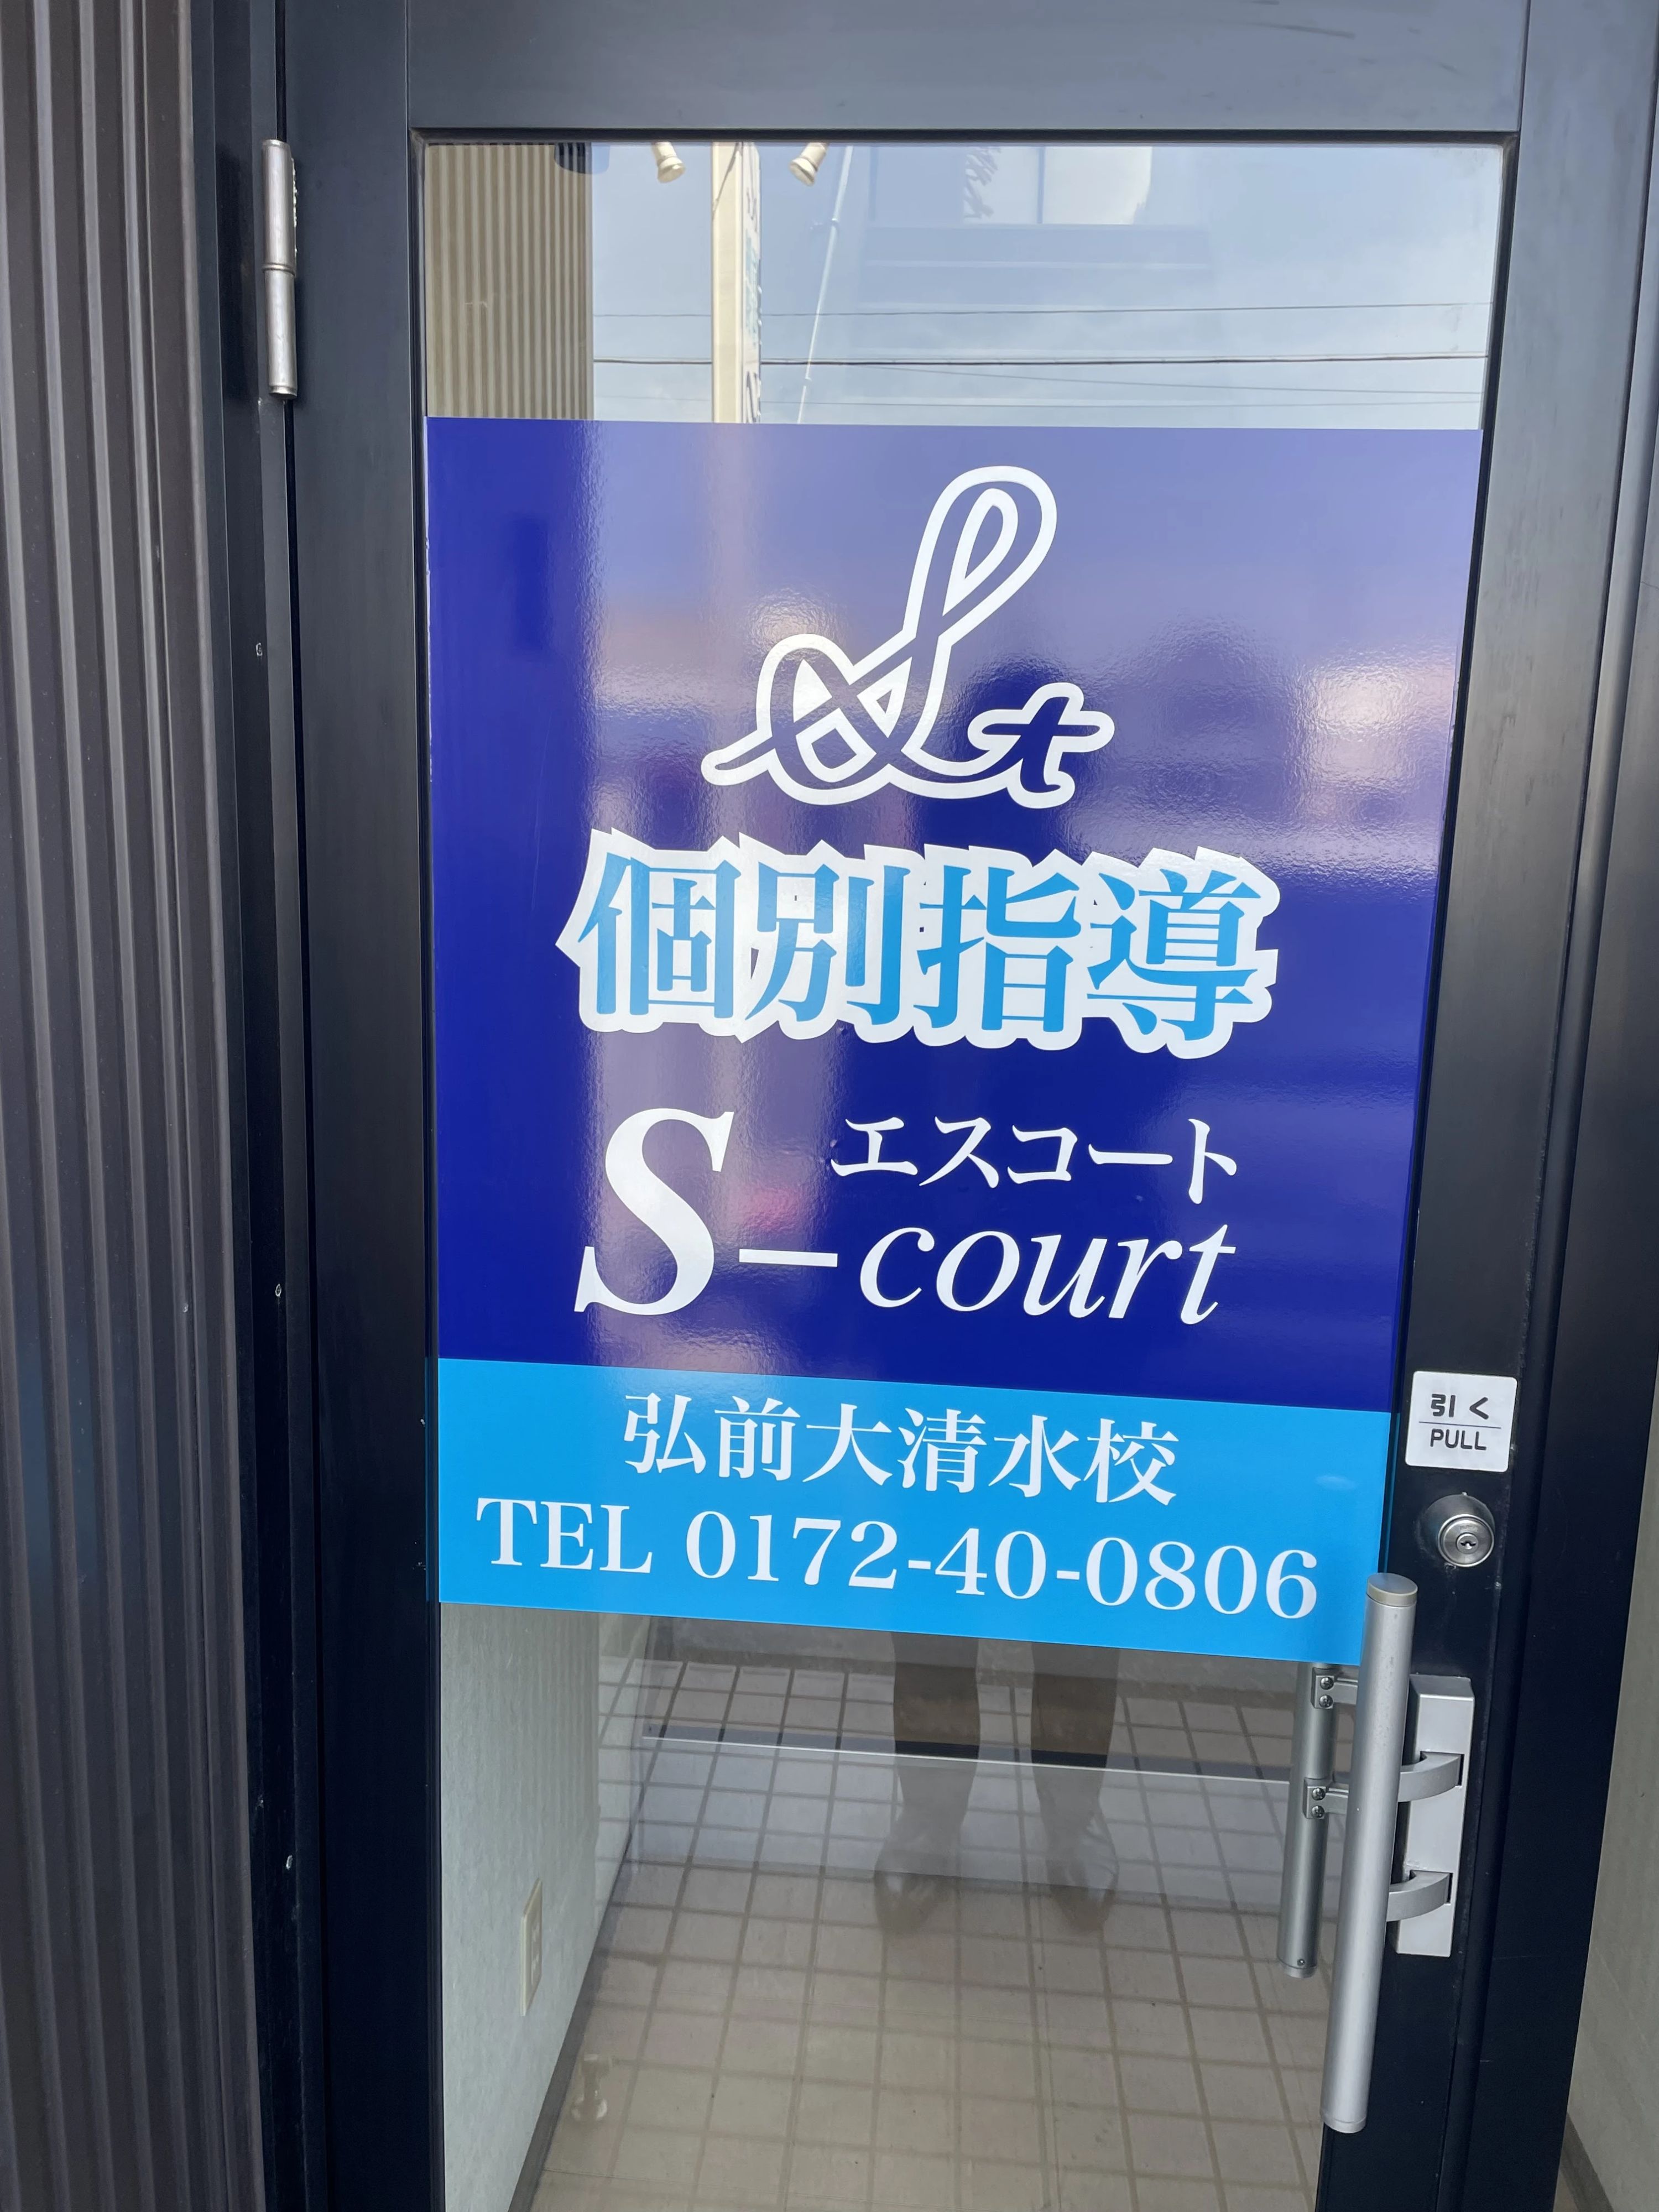 St
個別指導
エスコート
S-court
弘前大清水校
TEL 0172-40-0806
引く
PULL